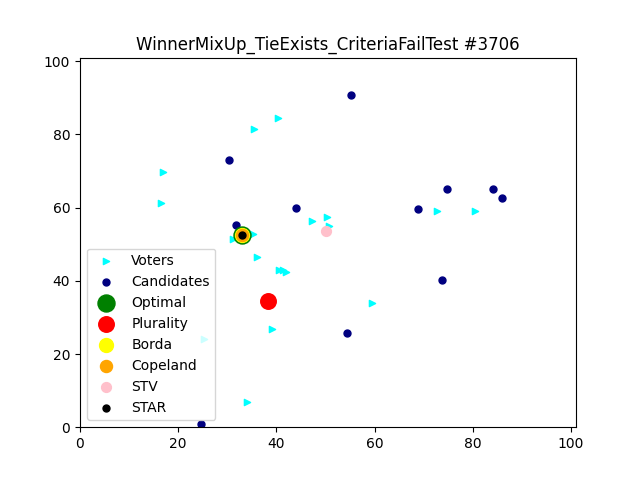 WinnerMixUp_TieExists_CriteriaFailTest #3706
100
80
60
40
20
0
Voters
Candidates
Optimal
Plurality
Borda
Copeland
STV
STAR
0 20 40 60 80 100